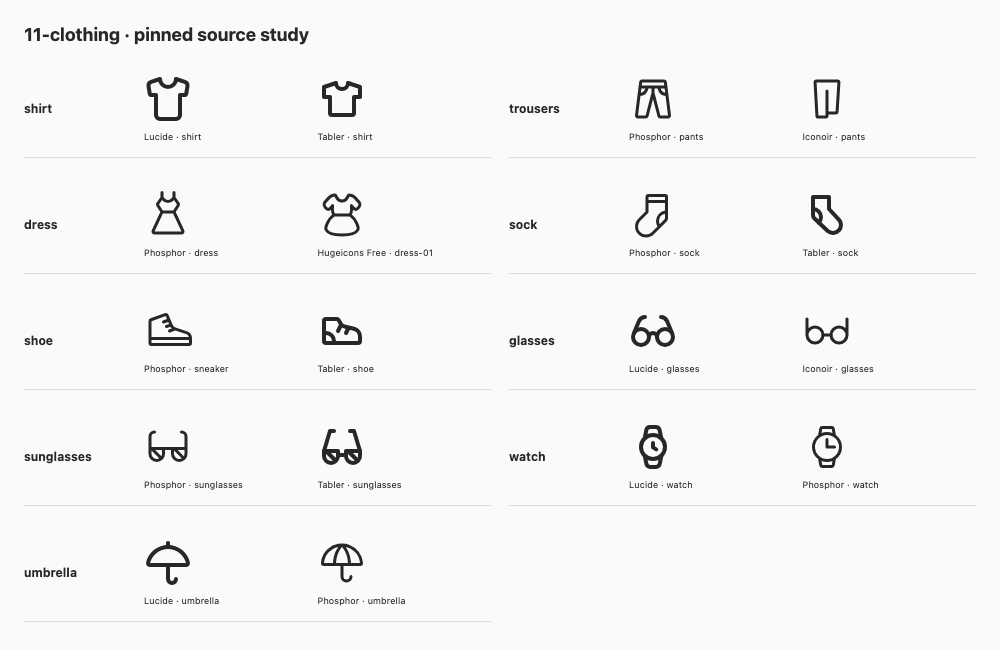 11-clothing · pinned source study
shirt
Lucide · shirt
Tabler · shirt
trousers
Phosphor · pants
Iconoir · pants
dress
Phosphor · dress
Hugeicons Free · dress-01
sock
Phosphor · sock
Tabler · sock
shoe
Phosphor · sneaker
Tabler · shoe
glasses
Lucide · glasses
Iconoir · glasses
sunglasses
Phosphor · sunglasses
Tabler · sunglasses
watch
Lucide · watch
Phosphor · watch
umbrella
Lucide · umbrella
Phosphor · umbrella